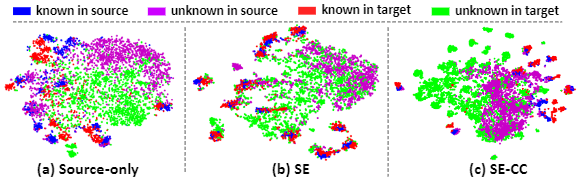 known in source unknown in source known in target unknown in target
(a) Source-only (b) SE (c) SE-CC